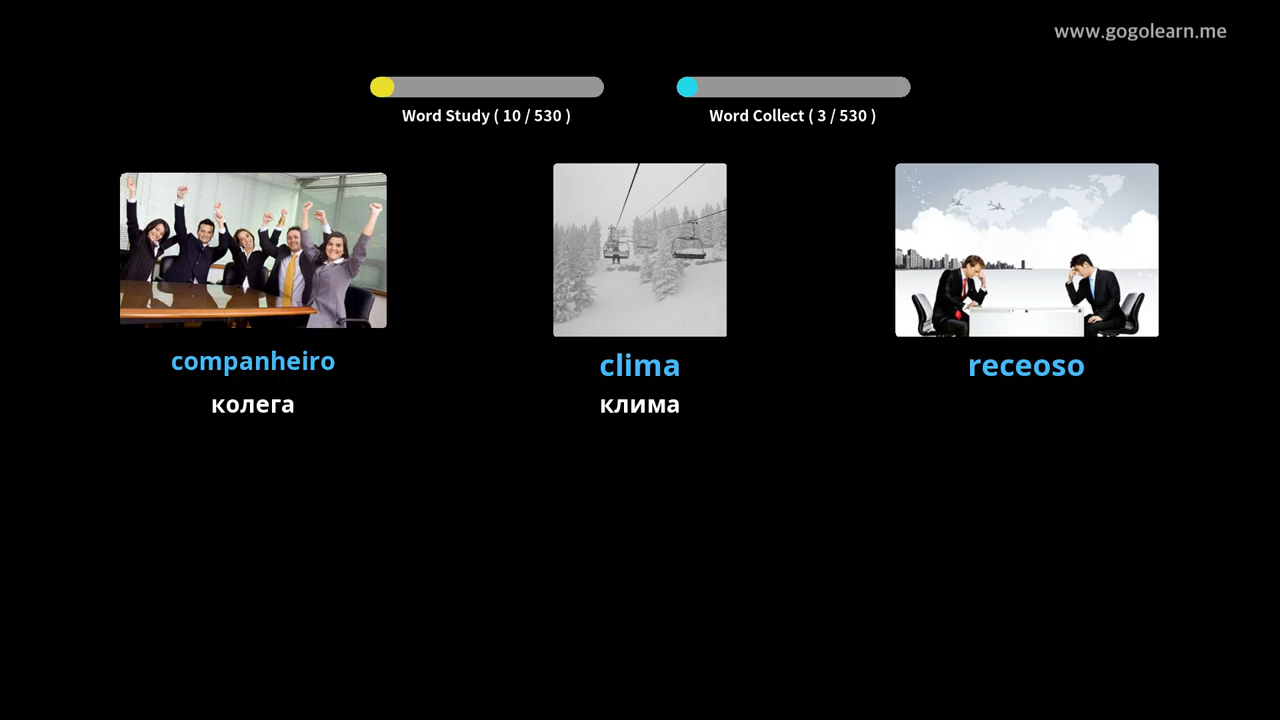 www.gogolearn.me
Word Study ( 10 / 530 )
Word Collect ( 3 / 530 )
companheiro
колега
clima
клима
receoso